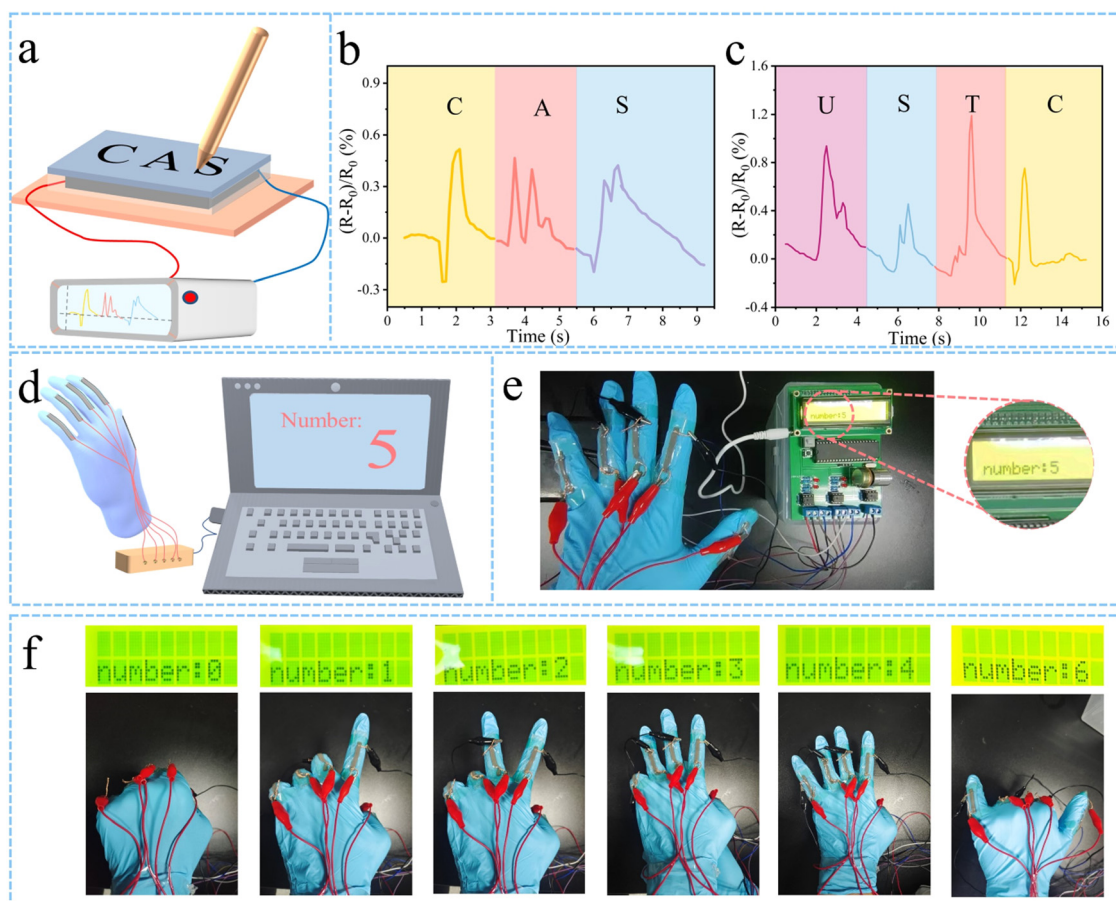 a
CAS
b
(R-R₀)/R₀ (%)
0.9
0.6
0.3
0.0
-0.3
C A S
0 1 2 3 4 5 6 7 8 9
Time (s)
c
(R-R₀)/R₀ (%)
1.6
1.2
0.8
0.4
0.0
-0.4
U S T C
0 2 4 6 8 10 12 14 16
Time (s)
d
Number:
5
e
number:5
number:5
f
number:0
number:1
number:2
number:3
number:4
number:6